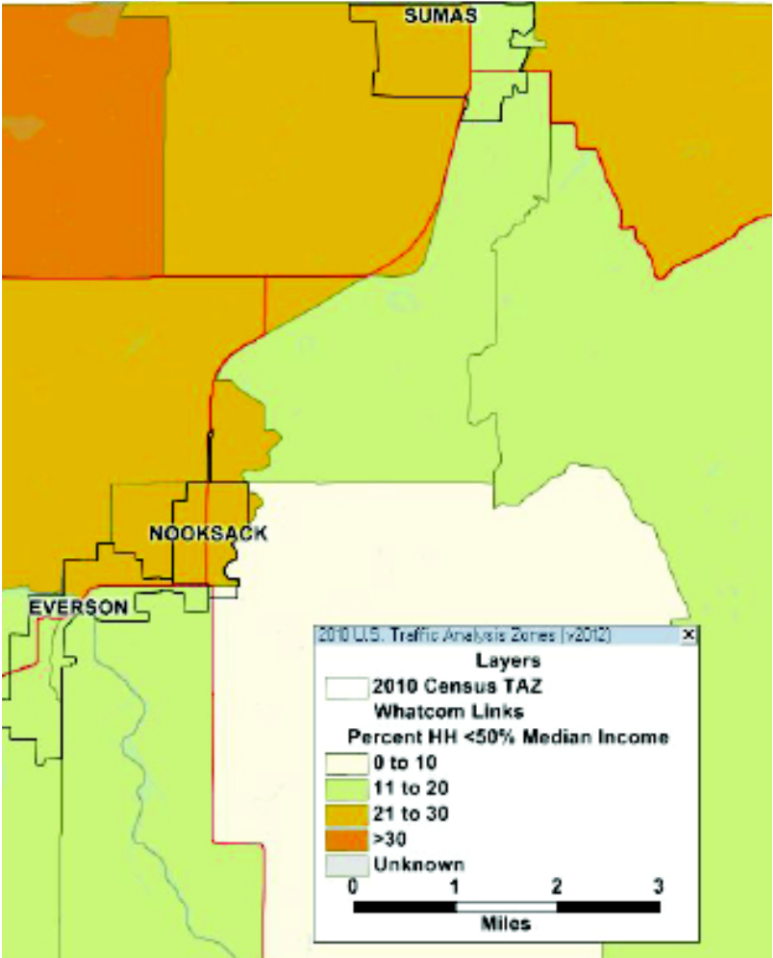 SUMAS
NOOKSACK
EVERSON
2010 U.S. Traffic Analysis Zones (v2012)
Layers
2000 Census TAZ
Whatcom Links
Percent HH <50% Median Income
0 to 10
11 to 20
21 to 30
>30
Unknown
0 1 2 3
Miles